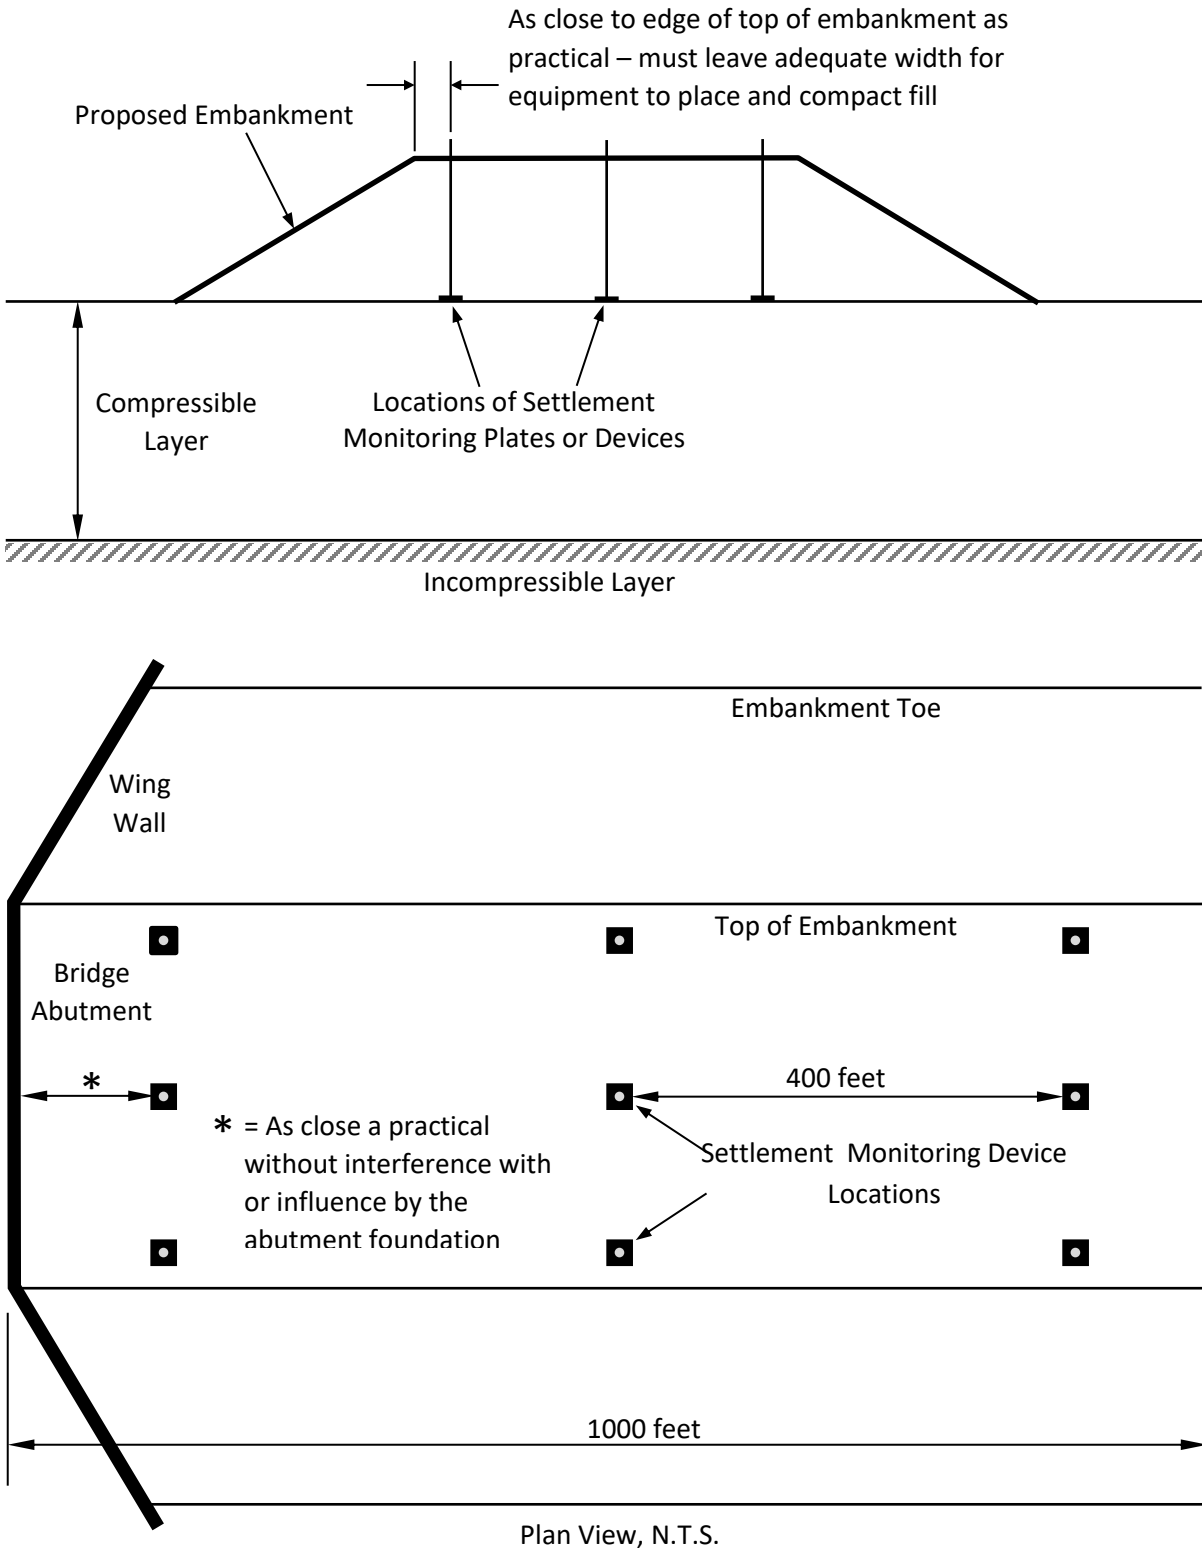 As close to edge of top of embankment as
practical – must leave adequate width for
equipment to place and compact fill
Proposed Embankment
Compressible
Layer
Locations of Settlement
Monitoring Plates or Devices
Incompressible Layer
Embankment Toe
Wing
Wall
Top of Embankment
Bridge
Abutment
*
400 feet
* = As close a practical
without interference with
or influence by the
abutment foundation
Settlement Monitoring Device
Locations
1000 feet
Plan View, N.T.S.